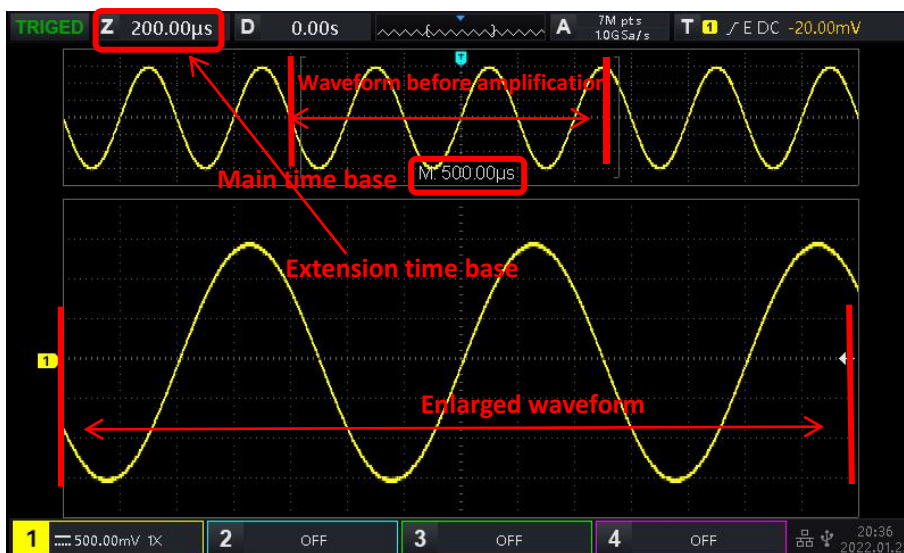 TRIGED Z 200.00µs D 0.00s A 7M pts T 1 E DC -20.00mV
1.0GSa/s
T
Waveform before amplification
Main time base M: 500.00µs
Extension time base
1
Enlarged waveform
1 500.00mV 1X 2 OFF 3 OFF 4 OFF 20:36
2022.01.2